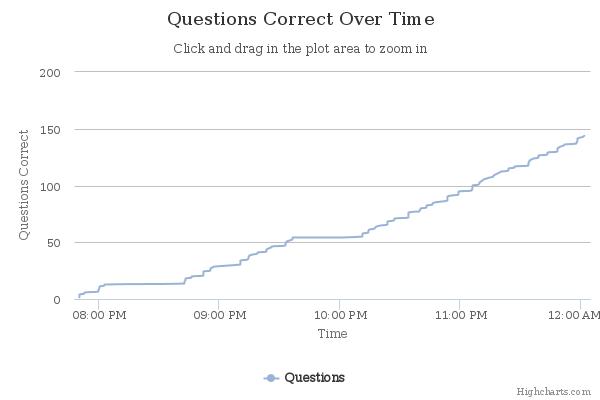 Questions Correct Over Time
Click and drag in the plot area to zoom in
Questions Correct
200
150
100
50
0
08:00 PM 09:00 PM 10:00 PM 11:00 PM 12:00 AM
Time
Questions
Highcharts.com